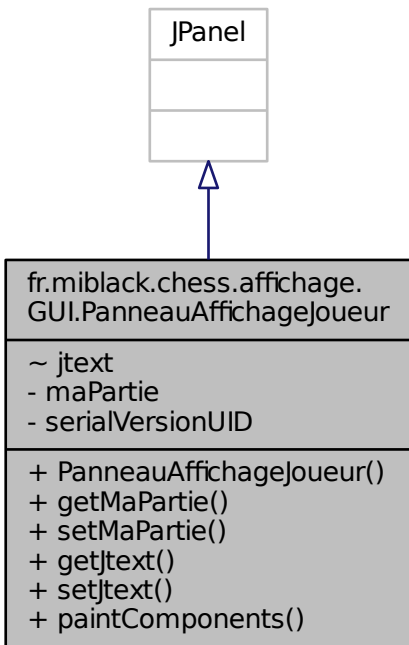 JPanel
fr.miblack.chess.affichage.
GUI.PanneauAffichageJoueur
~ jtext
- maPartie
- serialVersionUID
+ PanneauAffichageJoueur()
+ getMaPartie()
+ setMaPartie()
+ getJtext()
+ setJtext()
+ paintComponents()